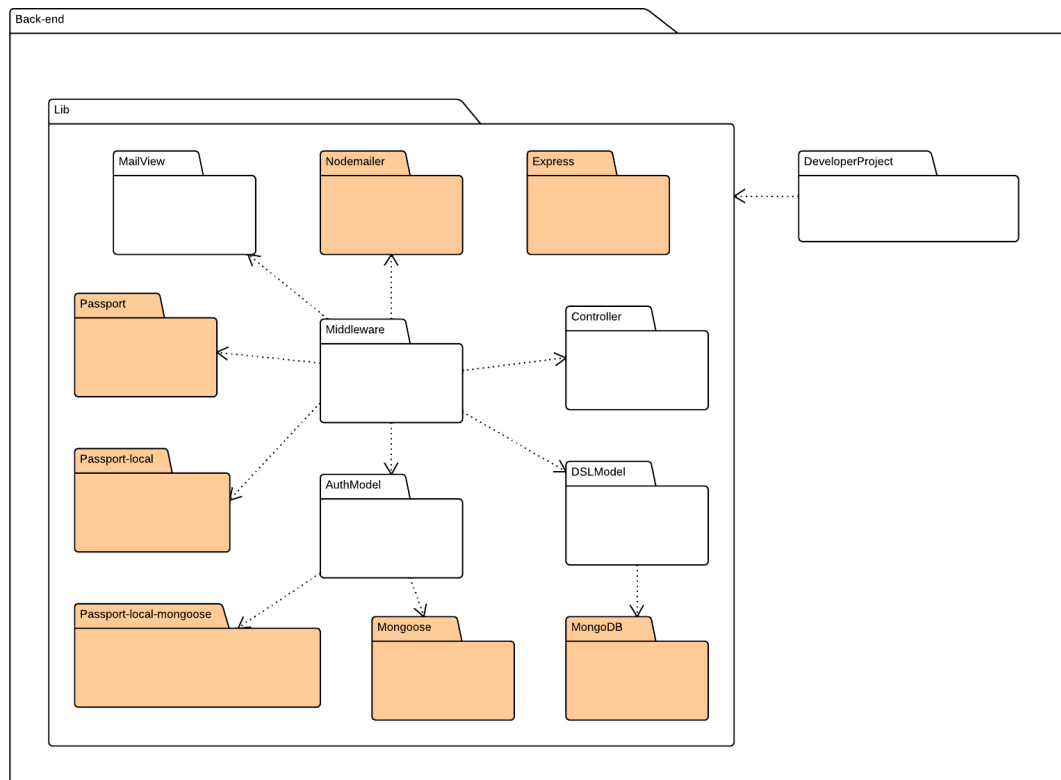 Back-end
Lib
MailView
Nodemailer
Express
DeveloperProject
Passport
Middleware
Controller
Passport-local
AuthModel
DSLModel
Passport-local-mongoose
Mongoose
MongoDB